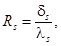 R_s = δ_s / λ_s ,